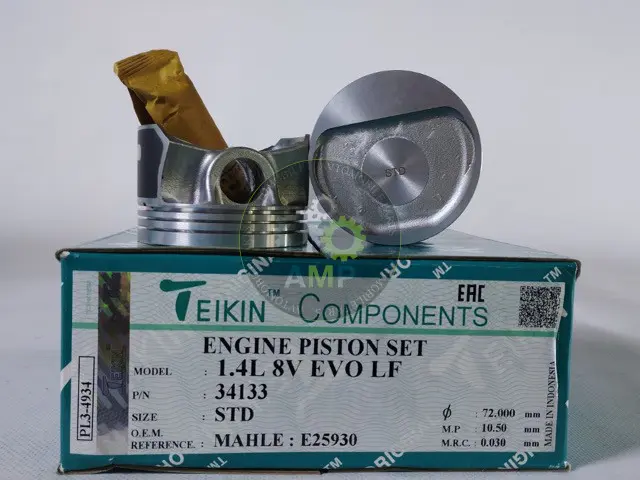 STD
AMP
TEIKIN™ COMPONENTS
EAC
ENGINE PISTON SET
MODEL : 1.4L 8V EVO LF
P/N : 34133
SIZE : STD
O.E.M.
REFERENCE. : MAHLE : E25930
ϕ : 72,000 mm
M.P : 10.50 mm
M.R.C. : 0.030 mm
PL3-4934
MADE IN INDONESIA